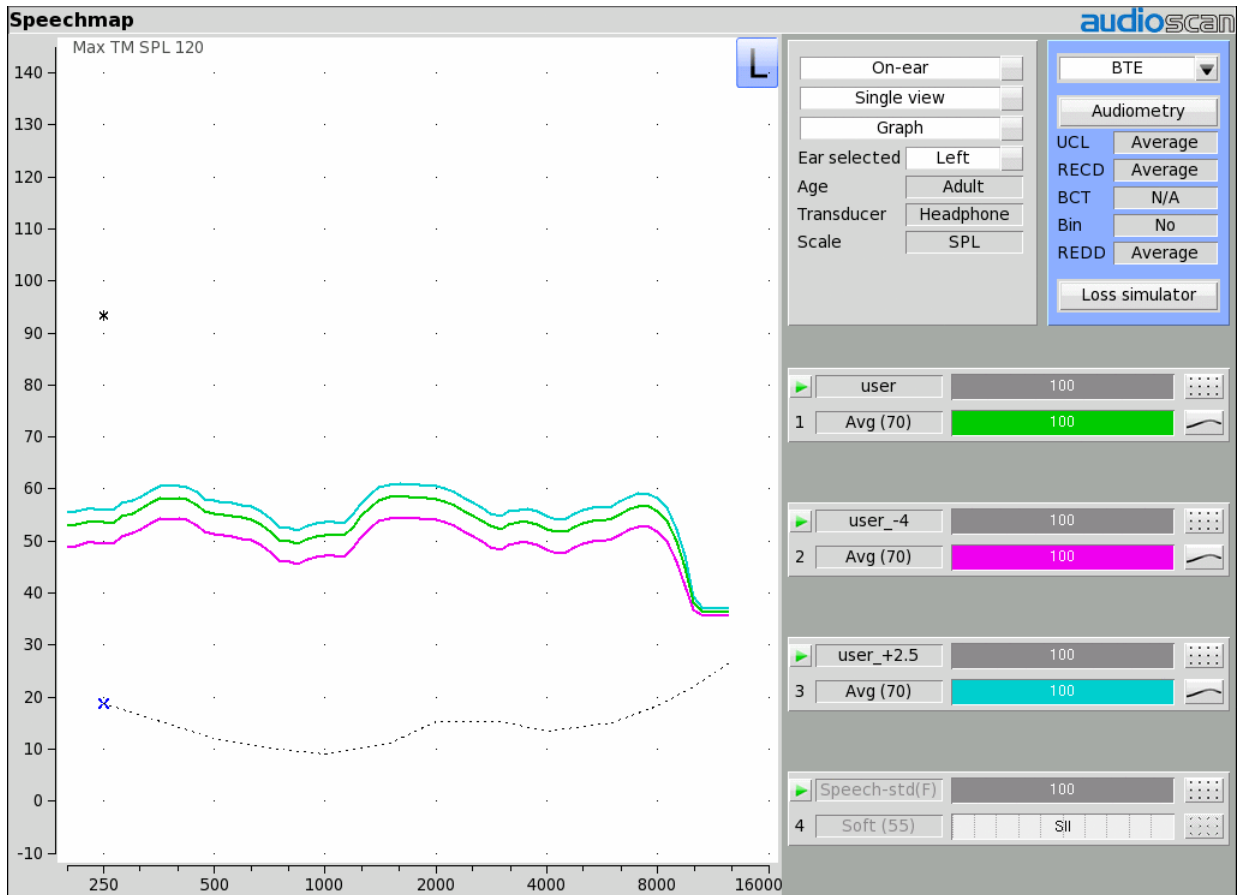 Speechmap
audioscan
Max TM SPL 120
L
140
130
120
110
100
90
80
70
60
50
40
30
20
10
0
-10
250 500 1000 2000 4000 8000 16000
On-ear
Single view
Graph
Ear selected Left
Age Adult
Transducer Headphone
Scale SPL
BTE
Audiometry
UCL Average
RECD Average
BCT N/A
Bin No
REDD Average
Loss simulator
user 100
1 Avg (70) 100
user_-4 100
2 Avg (70) 100
user_+2.5 100
3 Avg (70) 100
Speech-std(F) 100
4 Soft (55) SII